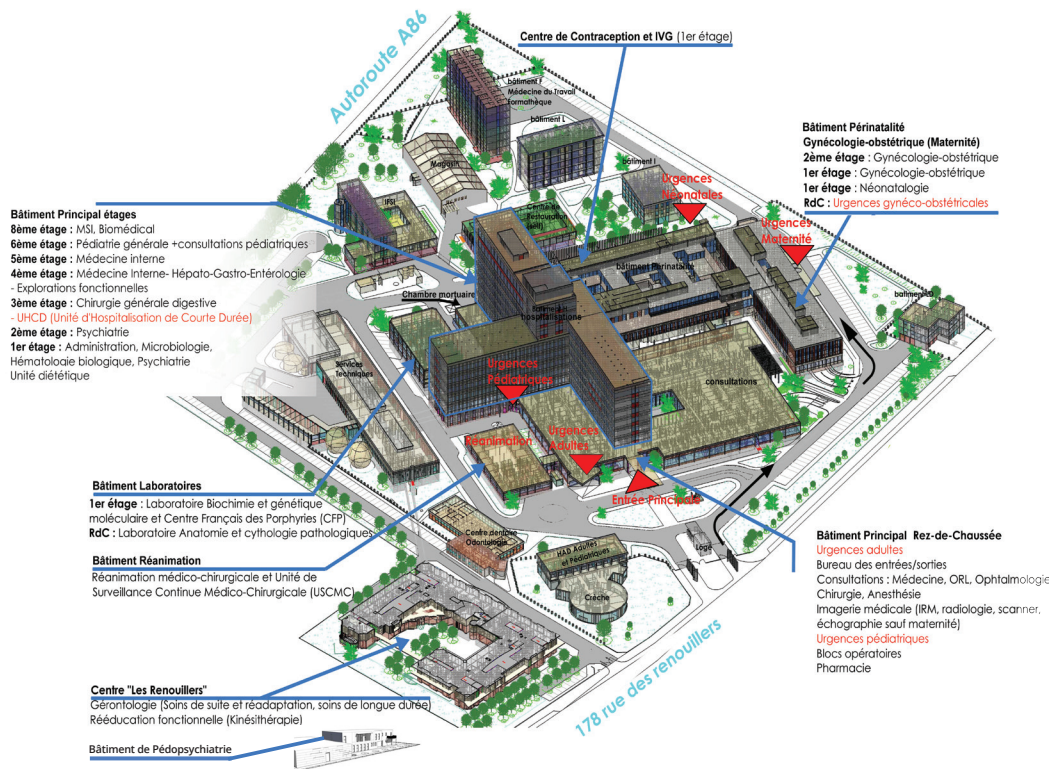 Autoroute A86
Centre de Contraception et IVG (1er étage)
bâtiment F
Médecine du Travail
Formathèque
bâtiment L
bâtiment I
Magasin
IFSI
Centre de
Restauration
(self)
Urgences
Néonatales
Urgences
Maternité
Bâtiment Périnatalité
Gynécologie-obstétrique (Maternité)
2ème étage : Gynécologie-obstétrique
1er étage : Gynécologie-obstétrique
1er étage : Néonatalogie
RdC : Urgences gynéco-obstétricales
Bâtiment Principal étages
8ème étage : MSI, Biomédical
6ème étage : Pédiatrie générale +consultations pédiatriques
5ème étage : Médecine interne
4ème étage : Médecine Interne- Hépato-Gastro-Entérologie
- Explorations fonctionnelles
3ème étage : Chirurgie générale digestive
- UHCD (Unité d'Hospitalisation de Courte Durée)
2ème étage : Psychiatrie
1er étage : Administration, Microbiologie,
Hématologie biologique, Psychiatrie
Unité diététique
bâtiment Périnatalité
Chambre mortuaire
hospitalisations
consultations
Services
Techniques
Urgences
Pédiatriques
Réanimation
Urgences
Adultes
Entrée Principale
Bâtiment Laboratoires
1er étage : Laboratoire Biochimie et génétique
moléculaire et Centre Français des Porphyries (CFP)
RdC : Laboratoire Anatomie et cythologie pathologiques
Bâtiment Réanimation
Réanimation médico-chirurgicale et Unité de
Surveillance Continue Médico-Chirurgicale (USCMC)
Centre dentaire
Odontologie
HAD Adultes
et Pédiatriques
Crèche
Loge
178 rue des renouillers
Bâtiment Principal Rez-de-Chaussée
Urgences adultes
Bureau des entrées/sorties
Consultations : Médecine, ORL, Ophtalmologie
Chirurgie, Anesthésie
Imagerie médicale (IRM, radiologie, scanner,
échographie sauf maternité)
Urgences pédiatriques
Blocs opératoires
Pharmacie
Centre "Les Renouillers"
Gérontologie (Soins de suite et réadaptation, soins de longue durée)
Rééducation fonctionnelle (Kinésithérapie)
Bâtiment de Pédopsychiatrie